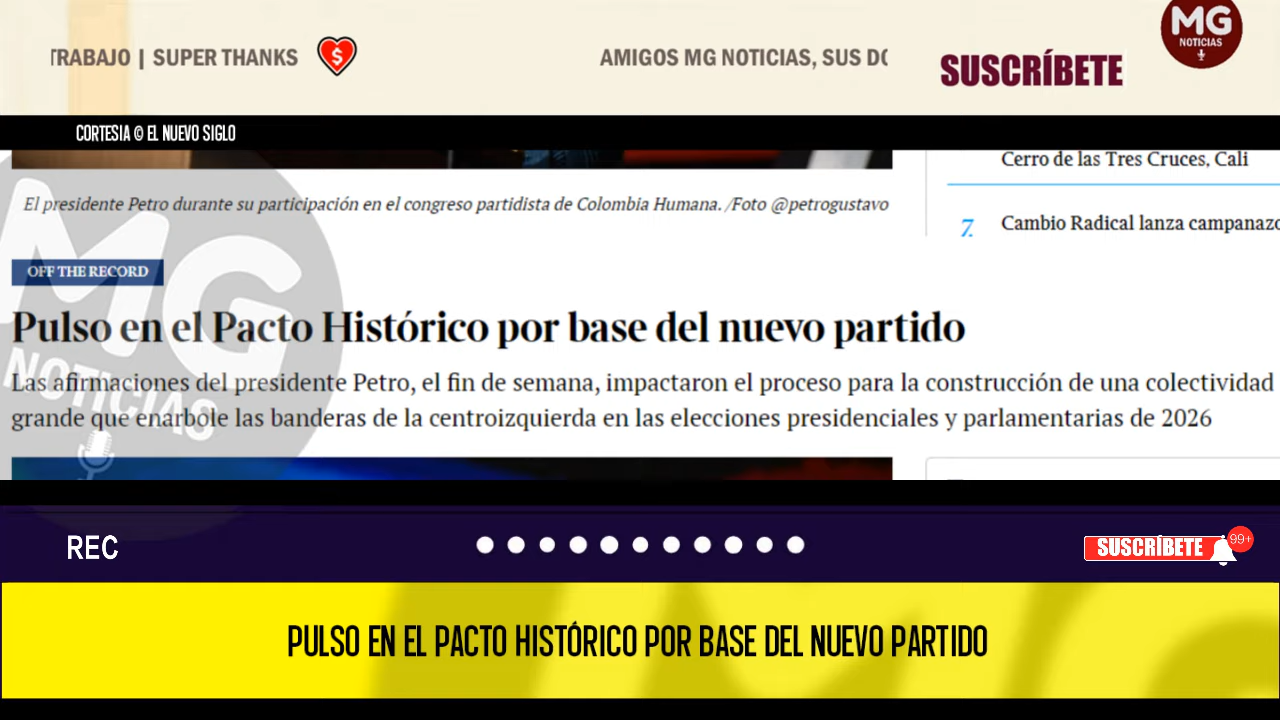 TRABAJO | SUPER THANKS
AMIGOS MG NOTICIAS, SUS
SUSCRÍBETE
MG
NOTICIAS
CORTESIA © EL NUEVO SIGLO
Cerro de las Tres Cruces, Cali
El presidente Petro durante su participación en el congreso partidista de Colombia Humana. /Foto @petrogustavo
7. Cambio Radical lanza campanazo
OFF THE RECORD
Pulso en el Pacto Histórico por base del nuevo partido
Las afirmaciones del presidente Petro, el fin de semana, impactaron el proceso para la construcción de una colectividad
grande que enarbole las banderas de la centroizquierda en las elecciones presidenciales y parlamentarias de 2026
MG
NOTICIAS
REC
SUSCRÍBETE
99+
PULSO EN EL PACTO HISTÓRICO POR BASE DEL NUEVO PARTIDO